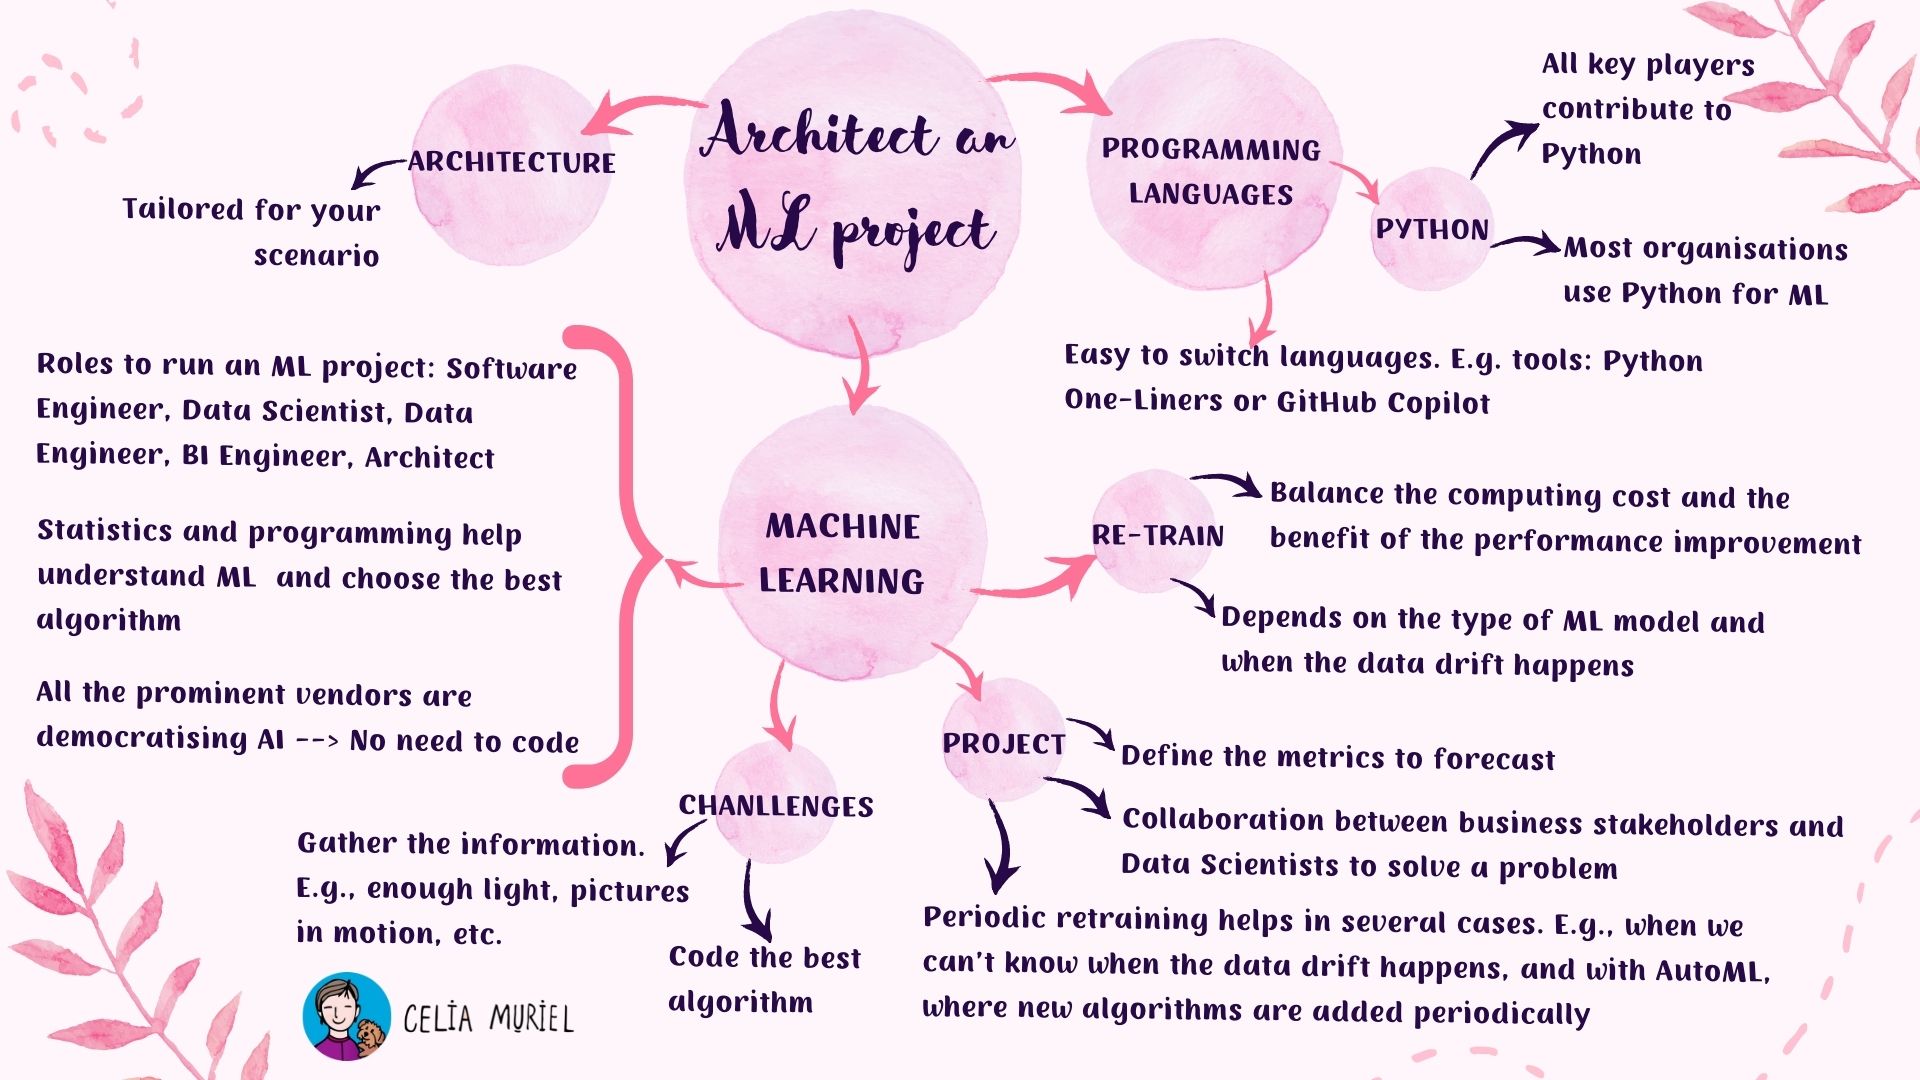 Architect an
ML project
ARCHITECTURE
Tailored for your
scenario
PROGRAMMING
LANGUAGES
PYTHON
All key players
contribute to
Python
Most organisations
use Python for ML
Easy to switch languages. E.g. tools: Python
One-Liners or GitHub Copilot
MACHINE
LEARNING
Roles to run an ML project: Software
Engineer, Data Scientist, Data
Engineer, BI Engineer, Architect
Statistics and programming help
understand ML and choose the best
algorithm
All the prominent vendors are
democratising AI --> No need to code
RE-TRAIN
Balance the computing cost and the
benefit of the performance improvement
Depends on the type of ML model and
when the data drift happens
PROJECT
Define the metrics to forecast
Collaboration between business stakeholders and
Data Scientists to solve a problem
Periodic retraining helps in several cases. E.g., when we
can't know when the data drift happens, and with AutoML,
where new algorithms are added periodically
CHANLLENGES
Gather the information.
E.g., enough light, pictures
in motion, etc.
Code the best
algorithm
CELIA MURIEL